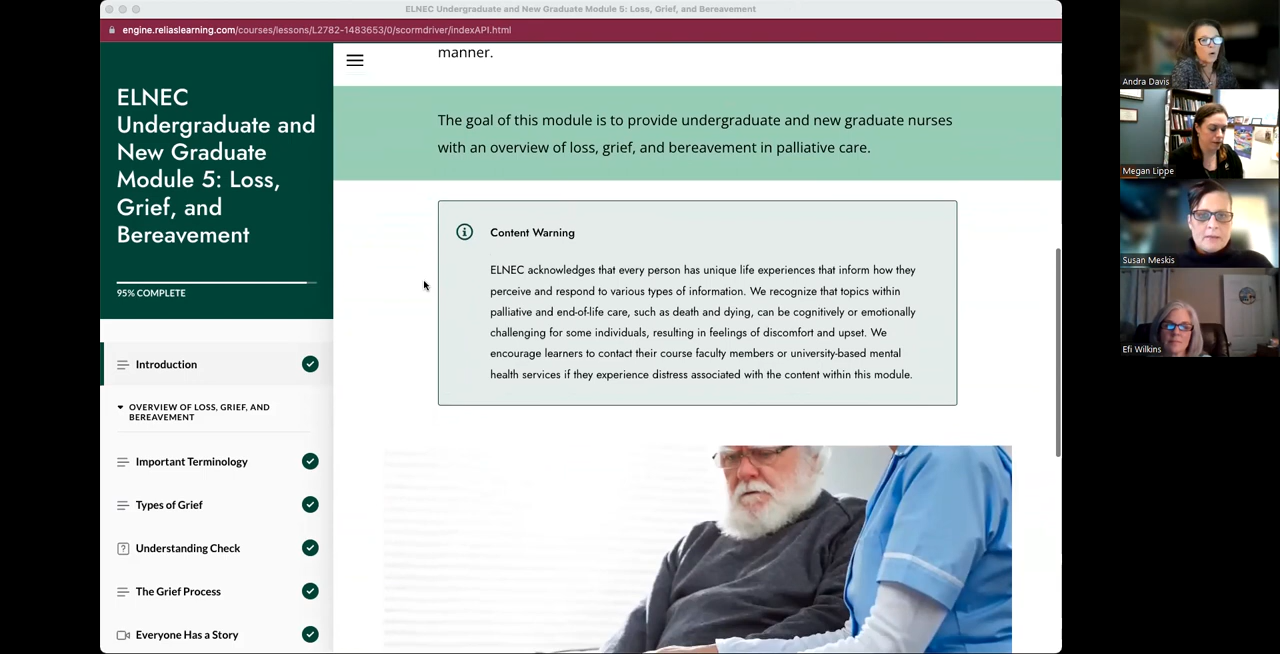 ELNEC Undergraduate and New Graduate Module 5: Loss, Grief, and Bereavement
engine.reliaslearning.com/courses/lessons/L2782-1483653/0/scormdriver/indexAPI.html
ELNEC
Undergraduate and
New Graduate
Module 5: Loss,
Grief, and
Bereavement
95% COMPLETE
Introduction
OVERVIEW OF LOSS, GRIEF, AND
BEREAVEMENT
Important Terminology
Types of Grief
Understanding Check
The Grief Process
Everyone Has a Story
manner.
The goal of this module is to provide undergraduate and new graduate nurses
with an overview of loss, grief, and bereavement in palliative care.
Content Warning
ELNEC acknowledges that every person has unique life experiences that inform how they
perceive and respond to various types of information. We recognize that topics within
palliative and end-of-life care, such as death and dying, can be cognitively or emotionally
challenging for some individuals, resulting in feelings of discomfort and upset. We
encourage learners to contact their course faculty members or university-based mental
health services if they experience distress associated with the content within this module.
Andra Davis
Megan Lippe
Susan Meskis
Efi Wilkins